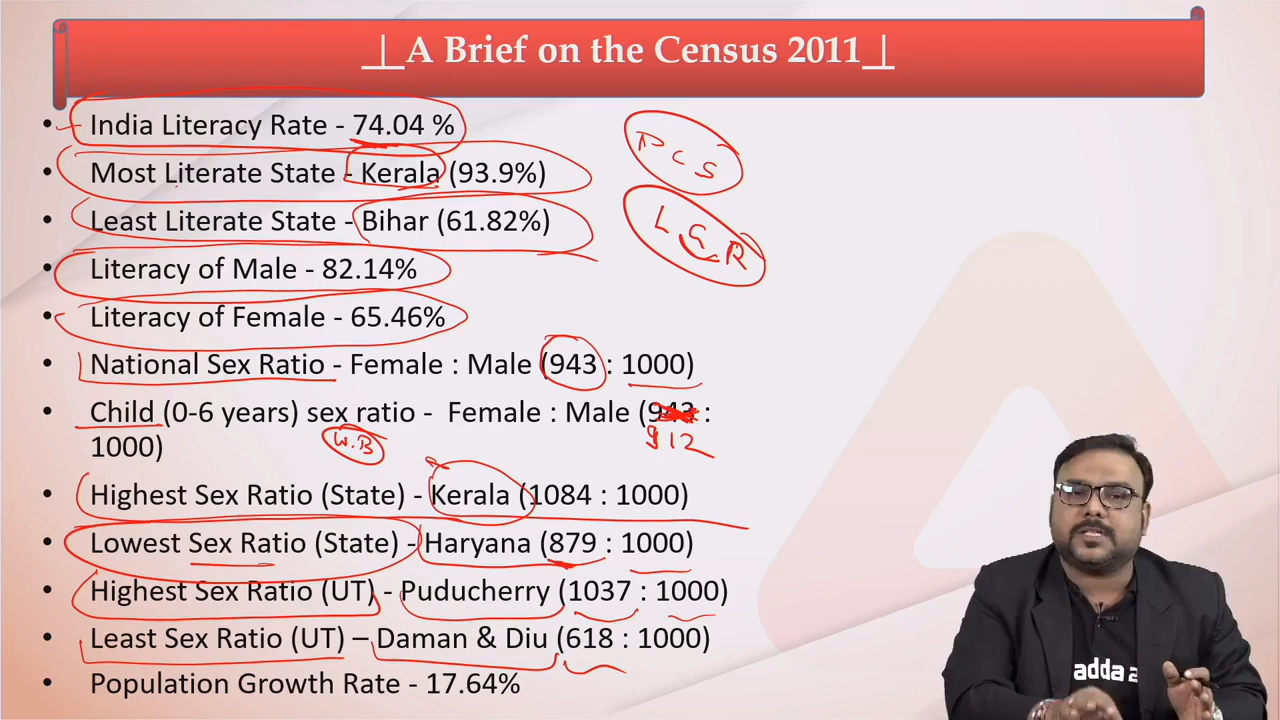 |_|_A Brief on the Census 2011_|_|
• India Literacy Rate - 74.04 %
• Most Literate State - Kerala (93.9%)
• Least Literate State - Bihar (61.82%)
• Literacy of Male - 82.14%
• Literacy of Female - 65.46%
• National Sex Ratio - Female : Male (943 : 1000)
• Child (0-6 years) sex ratio - Female : Male (943 :
1000)
W.B
912
• Highest Sex Ratio (State) - Kerala (1084 : 1000)
• Lowest Sex Ratio (State) - Haryana (879 : 1000)
• Highest Sex Ratio (UT) - Puducherry (1037 : 1000)
• Least Sex Ratio (UT) – Daman & Diu (618 : 1000)
• Population Growth Rate - 17.64%
L G R
adda